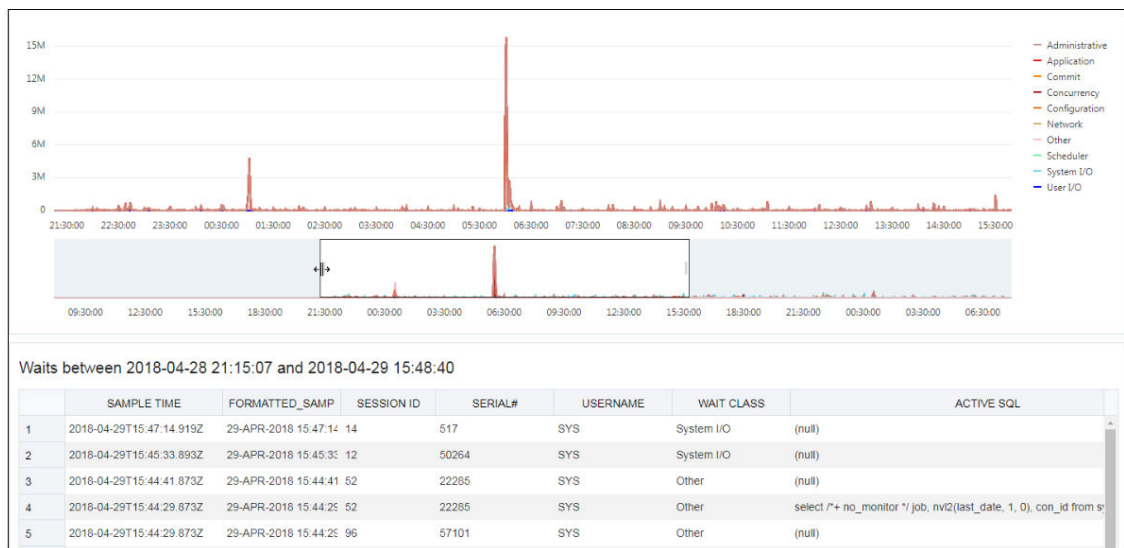 15M
12M
9M
6M
3M
0
21:30:00 22:30:00 23:30:00 00:30:00 01:30:00 02:30:00 03:30:00 04:30:00 05:30:00 06:30:00 07:30:00 08:30:00 09:30:00 10:30:00 11:30:00 12:30:00 13:30:00 14:30:00 15:30:00
Administrative
Application
Commit
Concurrency
Configuration
Network
Other
Scheduler
System I/O
User I/O
09:30:00 12:30:00 15:30:00 18:30:00 21:30:00 00:30:00 03:30:00 06:30:00 09:30:00 12:30:00 15:30:00 18:30:00 21:30:00 00:30:00 03:30:00 06:30:00
Waits between 2018-04-28 21:15:07 and 2018-04-29 15:48:40
SAMPLE TIME FORMATTED_SAMP SESSION ID SERIAL# USERNAME WAIT CLASS ACTIVE SQL
1 2018-04-29T15:47:14.919Z 29-APR-2018 15:47:14 14 517 SYS System I/O (null)
2 2018-04-29T15:45:33.893Z 29-APR-2018 15:45:33 12 50264 SYS System I/O (null)
3 2018-04-29T15:44:41.873Z 29-APR-2018 15:44:41 52 22285 SYS Other (null)
4 2018-04-29T15:44:29.873Z 29-APR-2018 15:44:29 52 22285 SYS Other select /*+ no_monitor */ job, nvl2(last_date, 1, 0), con_id from sy
5 2018-04-29T15:44:29.873Z 29-APR-2018 15:44:29 96 57101 SYS Other (null)